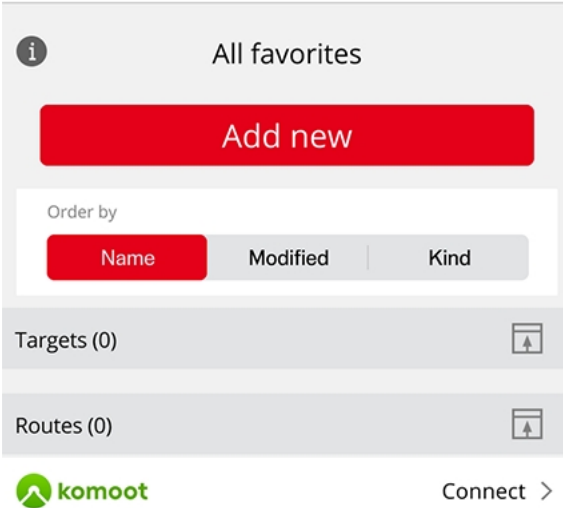 All favorites
Add new
Order by
Name Modified Kind
Targets (0)
Routes (0)
komoot Connect